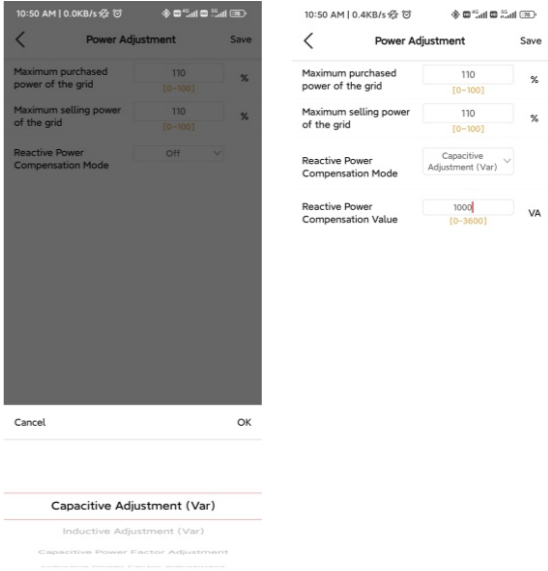 10:50 AM | 0.0KB/s
Power Adjustment
Save
Maximum purchased
power of the grid
110
%
[0~100]
Maximum selling power
of the grid
110
%
[0~100]
Reactive Power
Compensation Mode
Off
Cancel
OK
Capacitive Adjustment (Var)
Inductive Adjustment (Var)
Capacitive Power Factor Adjustment
10:50 AM | 0.4KB/s
Power Adjustment
Save
Maximum purchased
power of the grid
110
%
[0~100]
Maximum selling power
of the grid
110
%
[0~100]
Reactive Power
Compensation Mode
Capacitive
Adjustment (Var)
Reactive Power
Compensation Value
1000
VA
[0~3600]